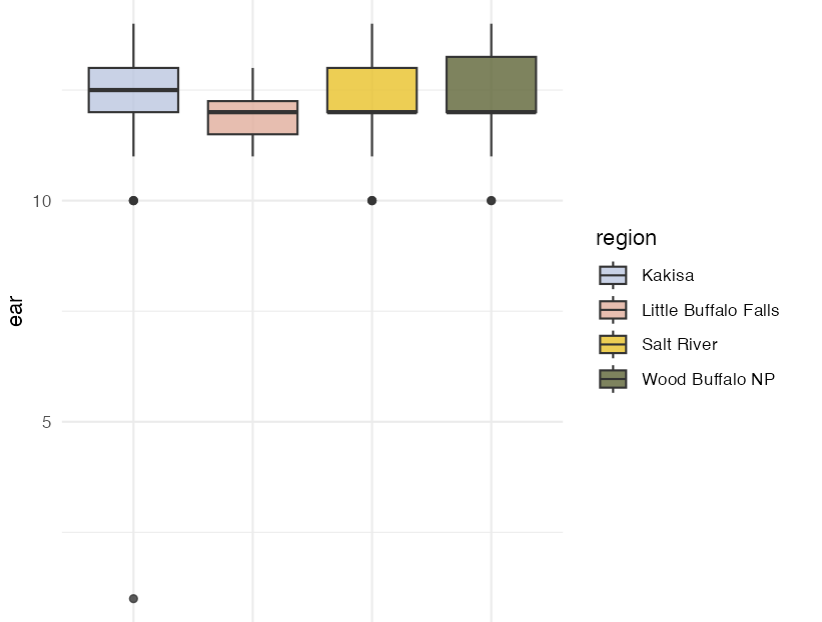 10
ear
5
region
Kakisa
Little Buffalo Falls
Salt River
Wood Buffalo NP